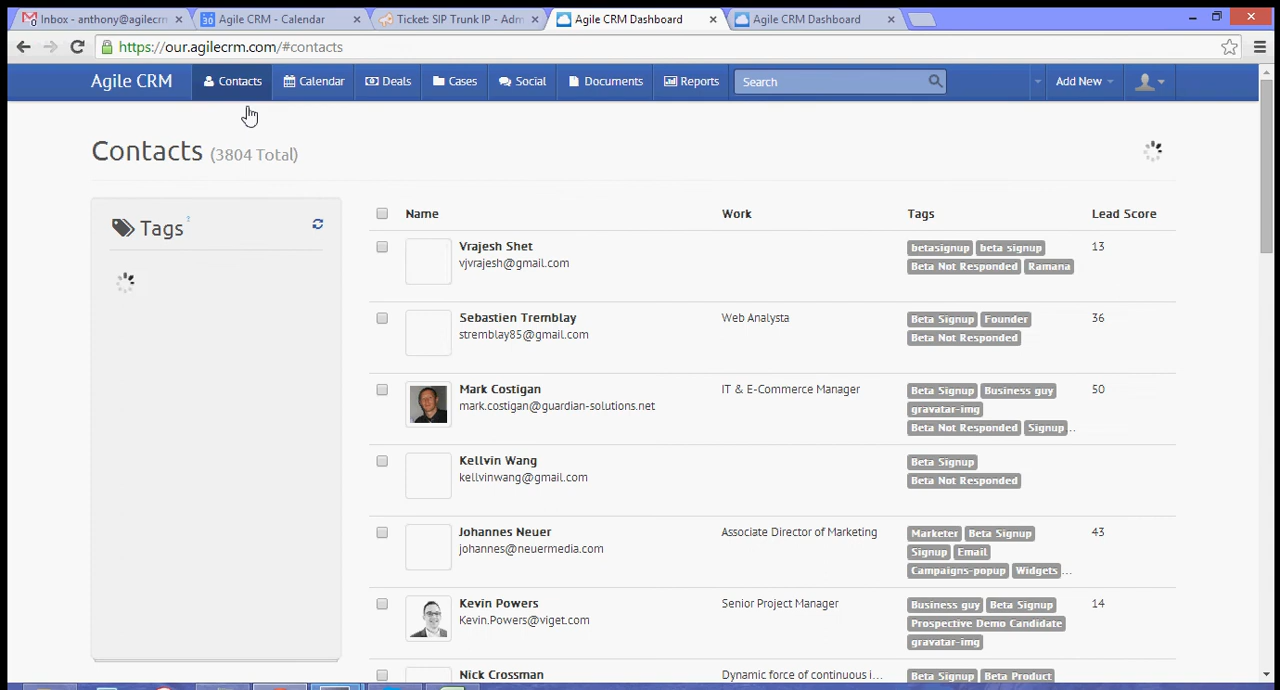 Inbox - anthony@agilecrm
Agile CRM - Calendar
Ticket: SIP Trunk IP - Adm
Agile CRM Dashboard
Agile CRM Dashboard
https://our.agilecrm.com/#contacts
Agile CRM
Contacts
Calendar
Deals
Cases
Social
Documents
Reports
Search
Add New
Contacts (3804 Total)
Tags ?
Name Work Tags Lead Score
Vrajesh Shet
vjvrajesh@gmail.com
betasignup beta signup
Beta Not Responded Ramana
13
Sebastien Tremblay
stremblay85@gmail.com
Web Analysta
Beta Signup Founder
Beta Not Responded
36
Mark Costigan
mark.costigan@guardian-solutions.net
IT & E-Commerce Manager
Beta Signup Business guy
gravatar-img
Beta Not Responded Signup...
50
Kellvin Wang
kellvinwang@gmail.com
Beta Signup
Beta Not Responded
Johannes Neuer
johannes@neuermedia.com
Associate Director of Marketing
Marketer Beta Signup
Signup Email
Campaigns-popup Widgets ...
43
Kevin Powers
Kevin.Powers@viget.com
Senior Project Manager
Business guy Beta Signup
Prospective Demo Candidate
gravatar-img
14
Nick Crossman
Dynamic force of continuous i...
Beta Signup Beta Product